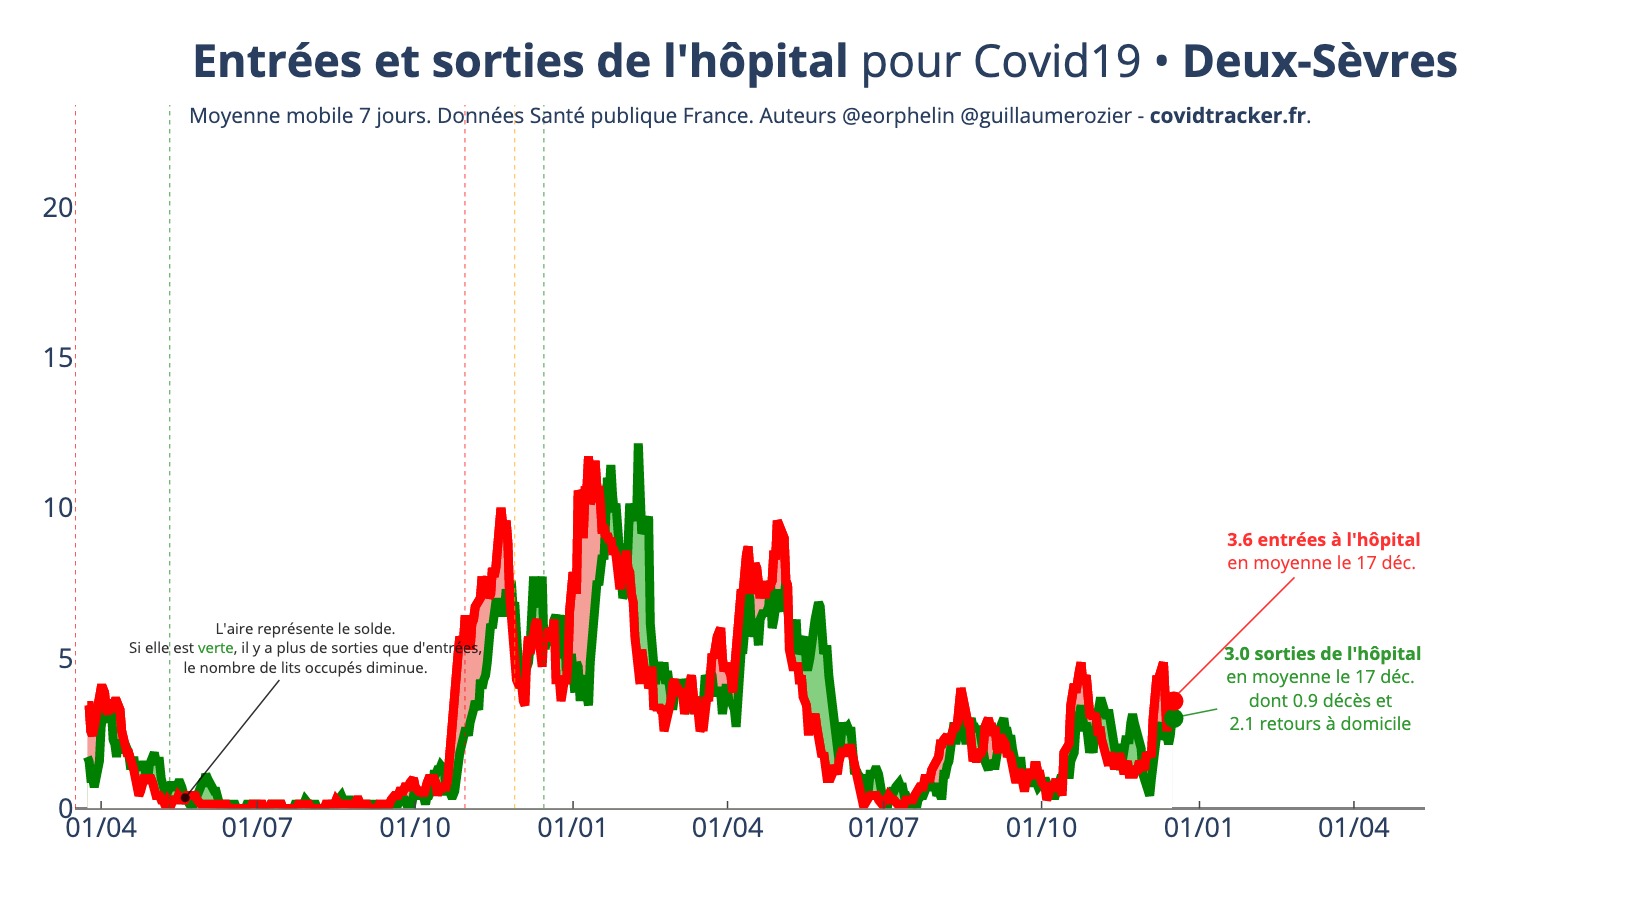 Entrées et sorties de l'hôpital pour Covid19 • Deux-Sèvres
Moyenne mobile 7 jours. Données Santé publique France. Auteurs @eorphelin @guillaumerozier - covidtracker.fr.
20
15
10
5
0
3.6 entrées à l'hôpital
en moyenne le 17 déc.
L'aire représente le solde.
Si elle est verte, il y a plus de sorties que d'entrées,
le nombre de lits occupés diminue.
3.0 sorties de l'hôpital
en moyenne le 17 déc.
dont 0.9 décès et
2.1 retours à domicile
01/04 01/07 01/10 01/01 01/04 01/07 01/10 01/01 01/04